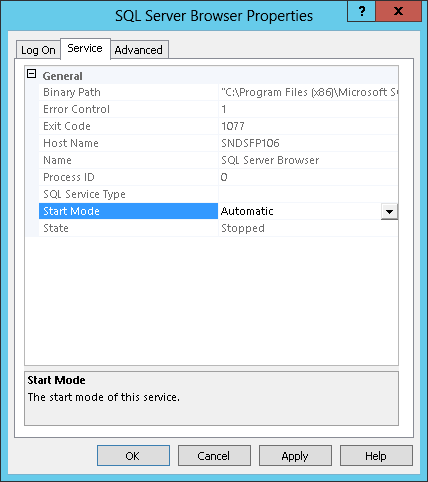 SQL Server Browser Properties
? x
Log On Service Advanced
General
Binary Path "C:\Program Files (x86)\Microsoft SC
Error Control 1
Exit Code 1077
Host Name SNDSFP106
Name SQL Server Browser
Process ID 0
SQL Service Type
Start Mode Automatic
State Stopped
Start Mode
The start mode of this service.
OK Cancel Apply Help